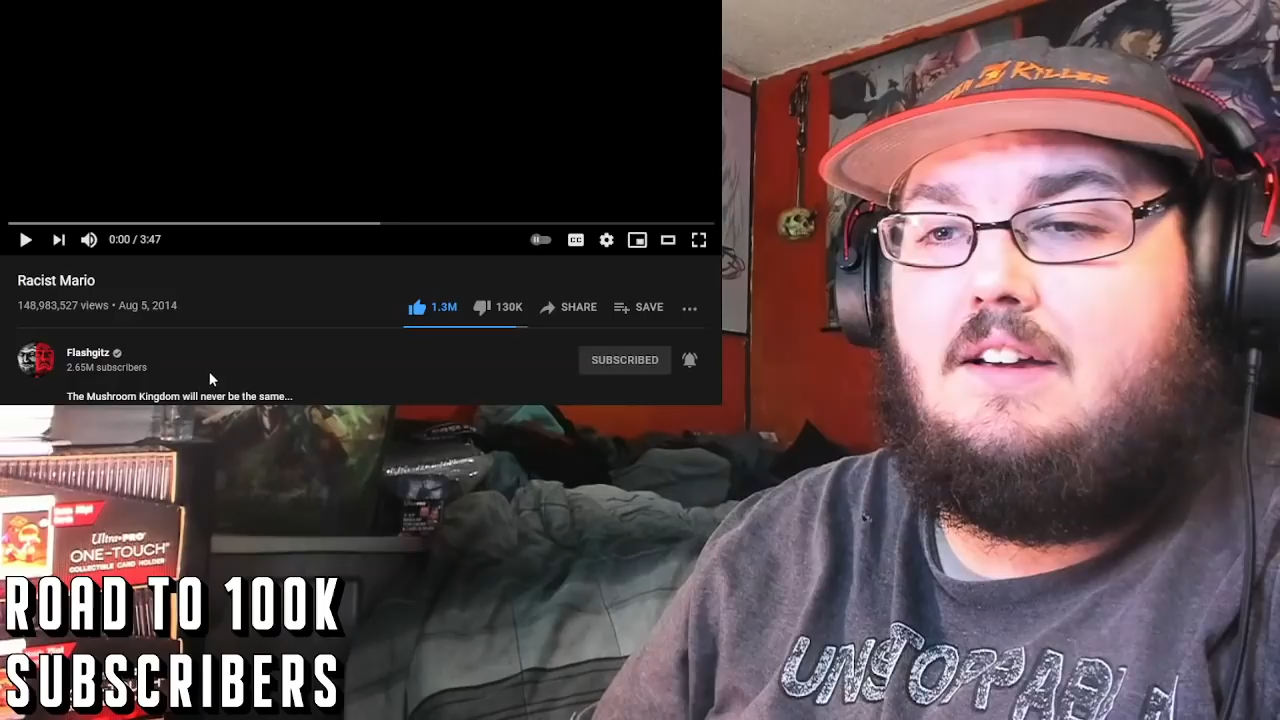 KILLER
0:00 / 3:47
CC
Racist Mario
148,983,527 views • Aug 5, 2014
1.3M
130K
SHARE
SAVE
Flashgitz
2.65M subscribers
SUBSCRIBED
The Mushroom Kingdom will never be the same...
Ultra•PRO
ONE-TOUCH
COLLECTIBLE CARD HOLDER
ROAD TO 100K
SUBSCRIBERS
UNSTOPPABL